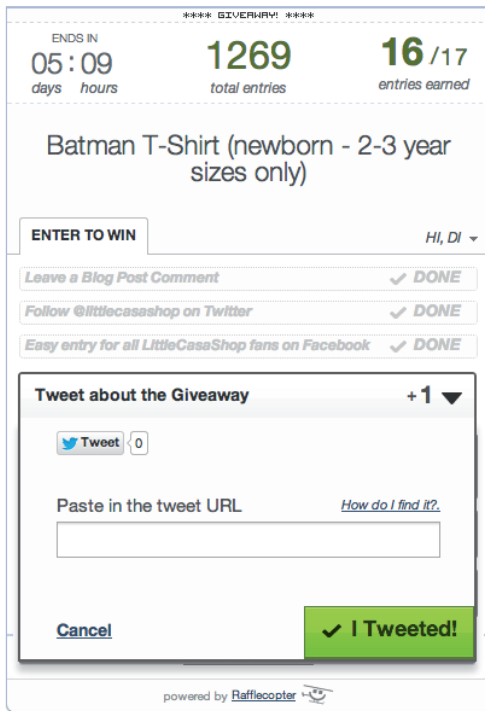 **** GIVEAWAY! ****
ENDS IN
05 : 09
days hours
1269
total entries
16 /17
entries earned
Batman T-Shirt (newborn - 2-3 year
sizes only)
ENTER TO WIN
HI, DI
Leave a Blog Post Comment
DONE
Follow @littlecasashop on Twitter
DONE
Easy entry for all LittleCasaShop fans on Facebook
DONE
Tweet about the Giveaway
+1
Tweet
0
Paste in the tweet URL
How do I find it?.
Cancel
I Tweeted!
powered by Rafflecopter